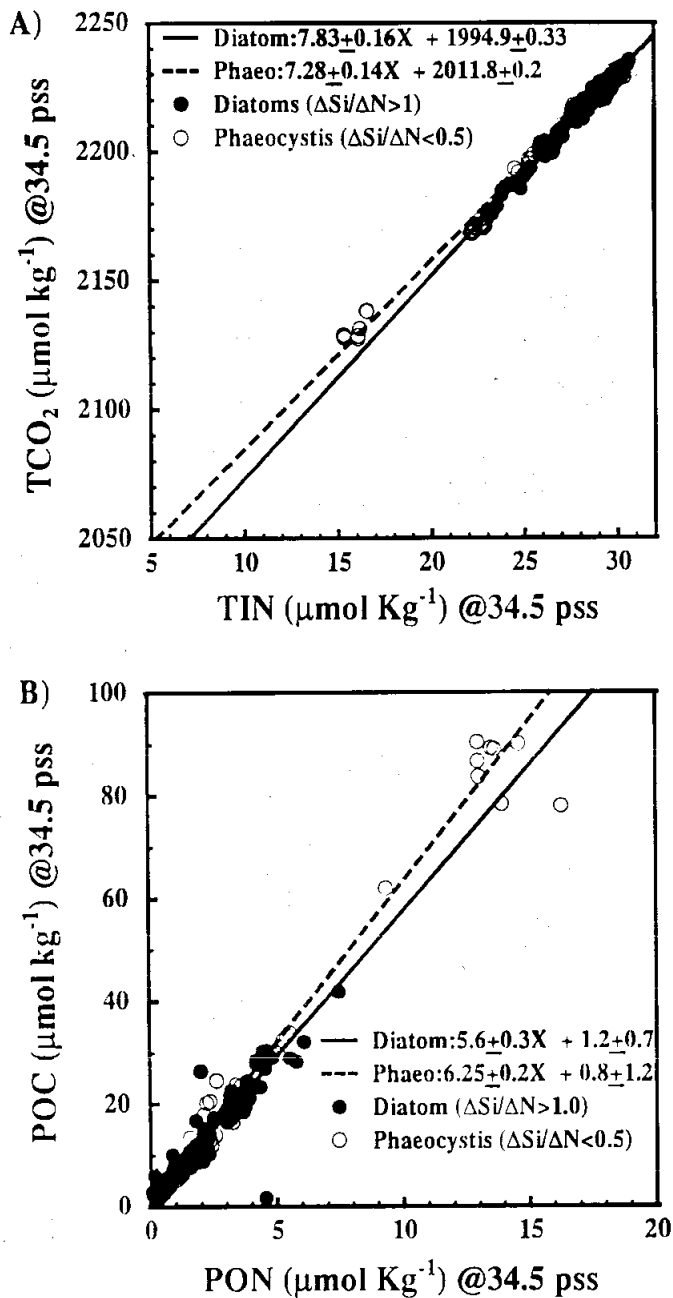 A)
Diatom:7.83±0.16X + 1994.9±0.33
Phaeo:7.28±0.14X + 2011.8±0.2
Diatoms (ΔSi/ΔN>1)
Phaeocystis (ΔSi/ΔN<0.5)
TCO₂ (µmol kg⁻¹) @34.5 pss
2250
2200
2150
2100
2050
5 10 15 20 25 30
TIN (µmol Kg⁻¹) @34.5 pss
B)
POC (µmol kg⁻¹) @34.5 pss
100
80
60
40
20
0
Diatom:5.6±0.3X + 1.2±0.7
Phaeo:6.25±0.2X + 0.8±1.2
Diatom (ΔSi/ΔN>1.0)
Phaeocystis (ΔSi/ΔN<0.5)
0 5 10 15 20
PON (µmol Kg⁻¹) @34.5 pss